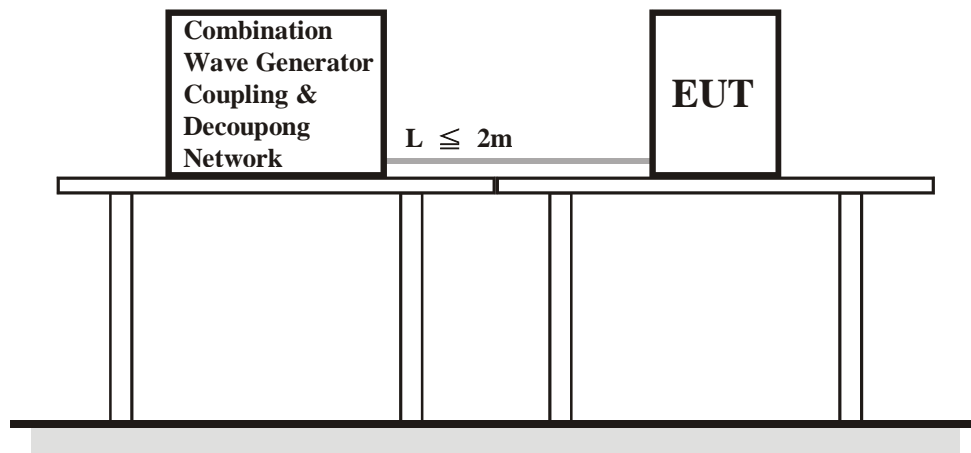 Combination
Wave Generator
Coupling &
Decoupong
Network
L ≦ 2m
EUT